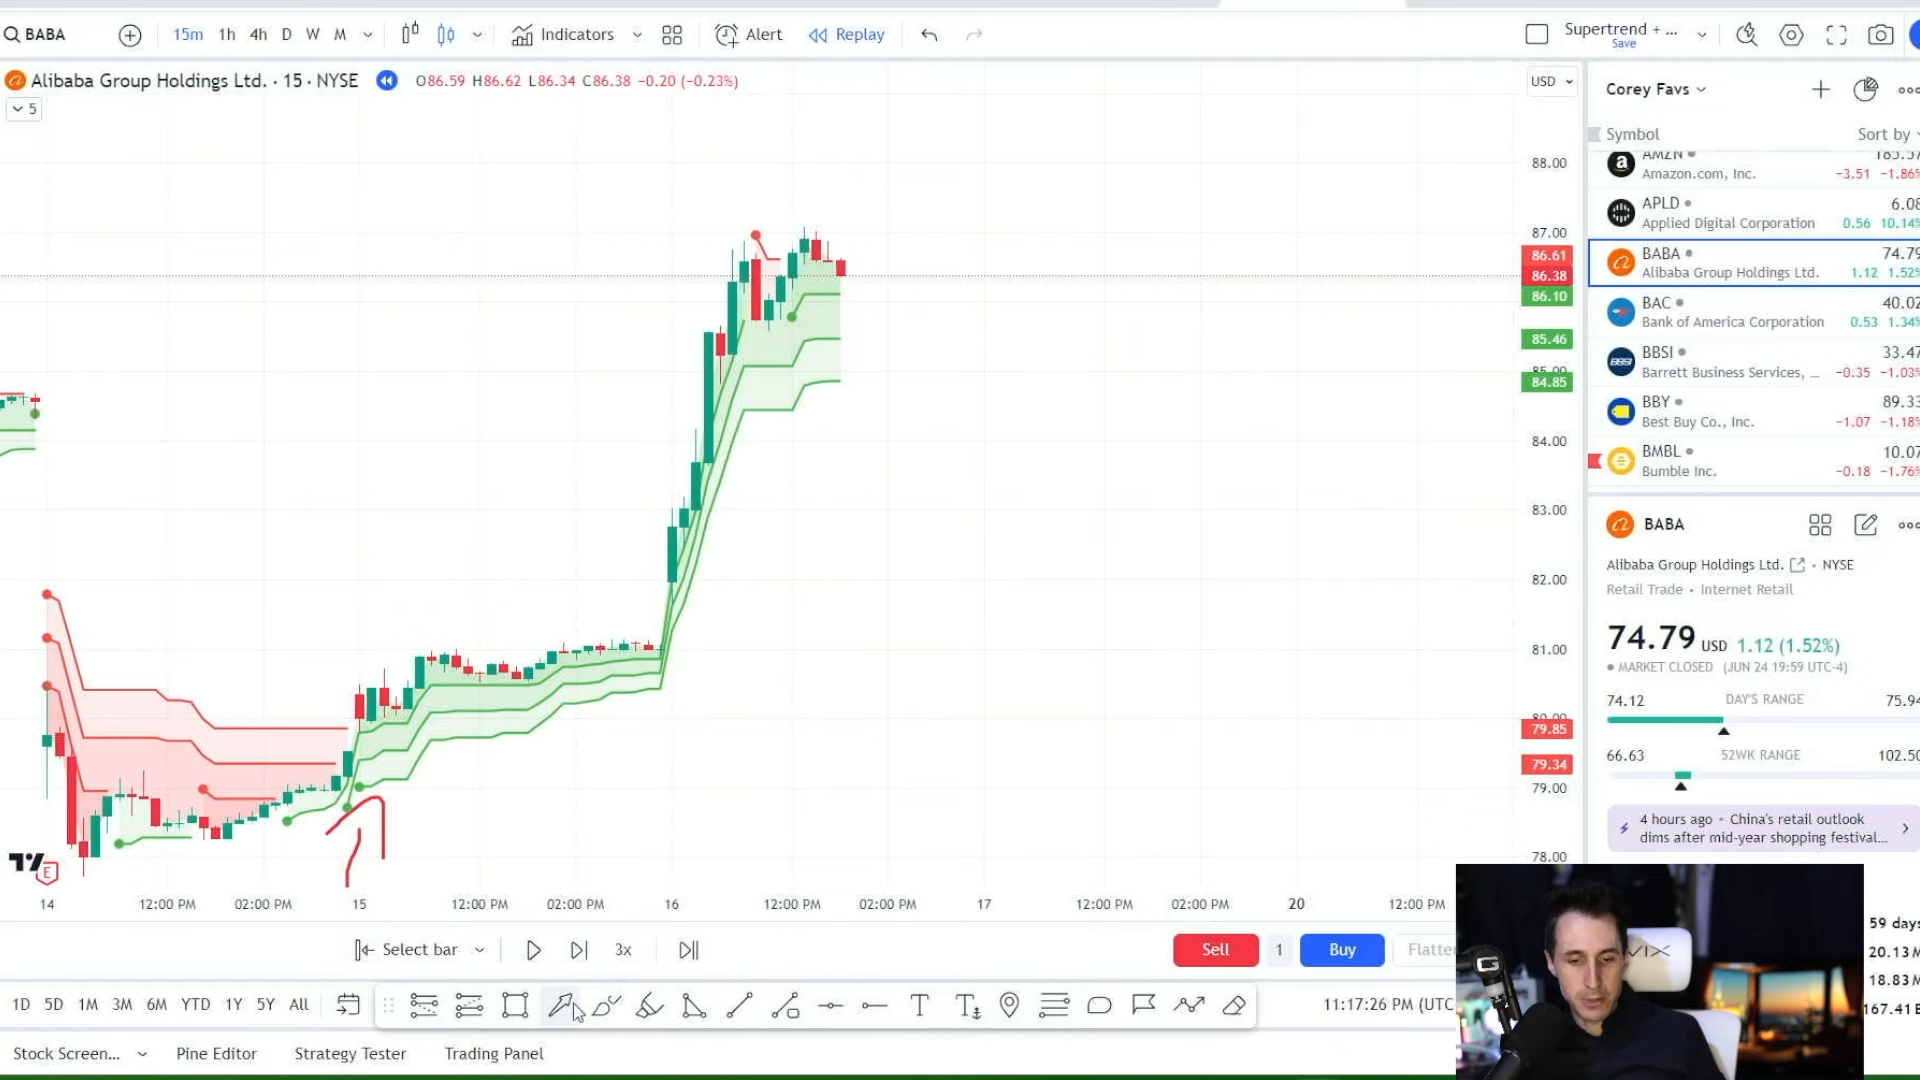 BABA
15m 1h 4h D W M
Indicators
Alert
Replay
Supertrend + ...
Save
Alibaba Group Holdings Ltd. · 15 · NYSE
O86.59 H86.62 L86.34 C86.38 −0.20 (−0.23%)
5
USD
88.00
87.00
86.61
86.38
86.10
85.46
85.00
84.85
84.00
83.00
82.00
81.00
80.00
79.85
79.34
79.00
78.00
E
14 12:00 PM 02:00 PM 15 12:00 PM 02:00 PM 16 12:00 PM 02:00 PM 17 12:00 PM 02:00 PM 20 12:00 PM
Select bar
3x
Sell 1 Buy Flatte
1D 5D 1M 3M 6M YTD 1Y 5Y All
11:17:26 PM (UTC
Stock Screen... Pine Editor Strategy Tester Trading Panel
Corey Favs
Symbol Sort by
AMZN
Amazon.com, Inc. −3.51 −1.86%
APLD 6.08
Applied Digital Corporation 0.56 10.14%
BABA 74.79
Alibaba Group Holdings Ltd. 1.12 1.52%
BAC 40.02
Bank of America Corporation 0.53 1.34%
BBSI 33.47
Barrett Business Services, ... −0.35 −1.03%
BBY 89.33
Best Buy Co., Inc. −1.07 −1.18%
BMBL 10.07
Bumble Inc. −0.18 −1.76%
BABA
Alibaba Group Holdings Ltd. • NYSE
Retail Trade • Internet Retail
74.79 USD 1.12 (1.52%)
MARKET CLOSED (JUN 24 19:59 UTC-4)
74.12 DAY'S RANGE 75.94
66.63 52WK RANGE 102.50
4 hours ago • China's retail outlook
dims after mid-year shopping festival...
59 days
20.13M
18.83M
167.41B
G